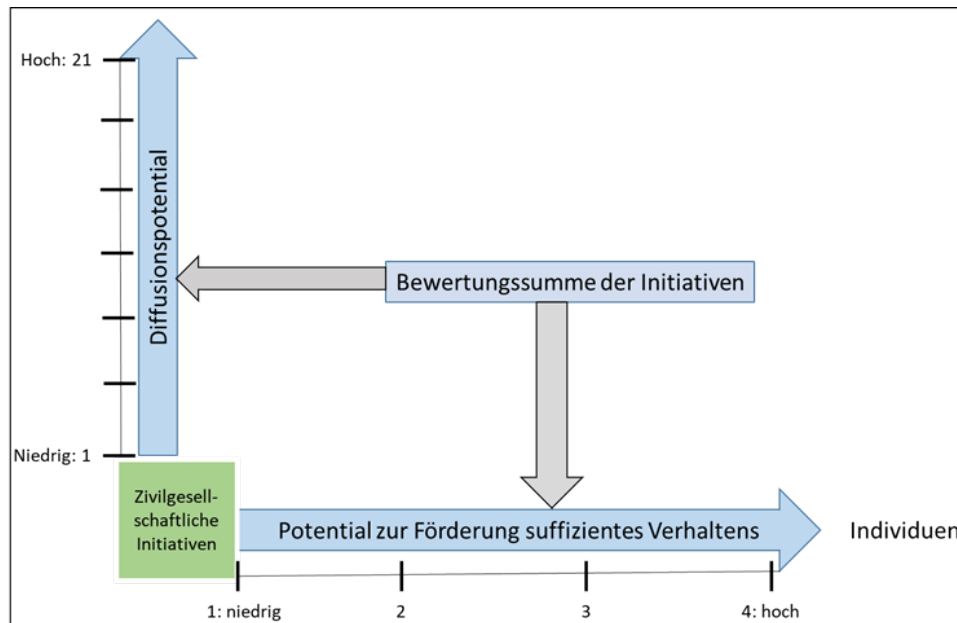 Hoch: 21
Diffusionspotential
Bewertungssumme der Initiativen
Niedrig: 1
Zivilgesell-
schaftliche
Initiativen
Potential zur Förderung suffizientes Verhaltens
Individuen
1: niedrig
2
3
4: hoch